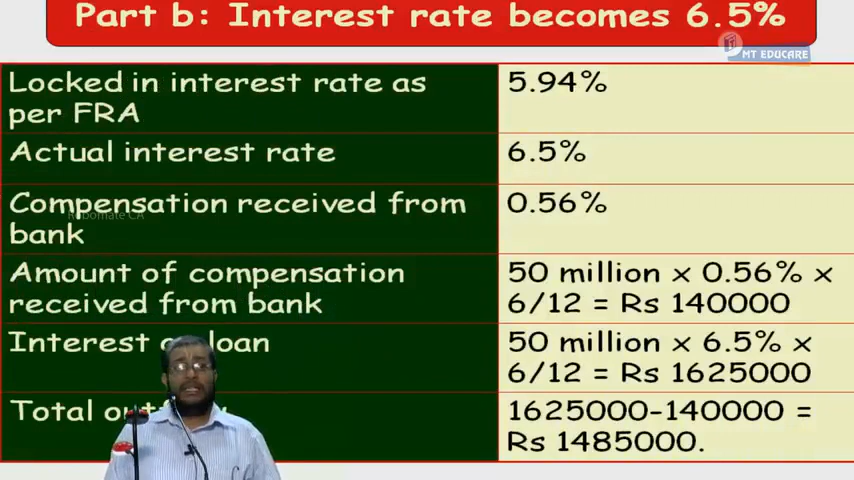 Part b: Interest rate becomes 6.5%
MT EDUCARE
Locked in interest rate as
per FRA
5.94%
Actual interest rate
6.5%
Compensation received from
bank
0.56%
Robomate CA
Amount of compensation
received from bank
50 million x 0.56% x
6/12 = Rs 140000
Interest loan
50 million x 6.5% x
6/12 = Rs 1625000
Total
1625000-140000 =
Rs 1485000.